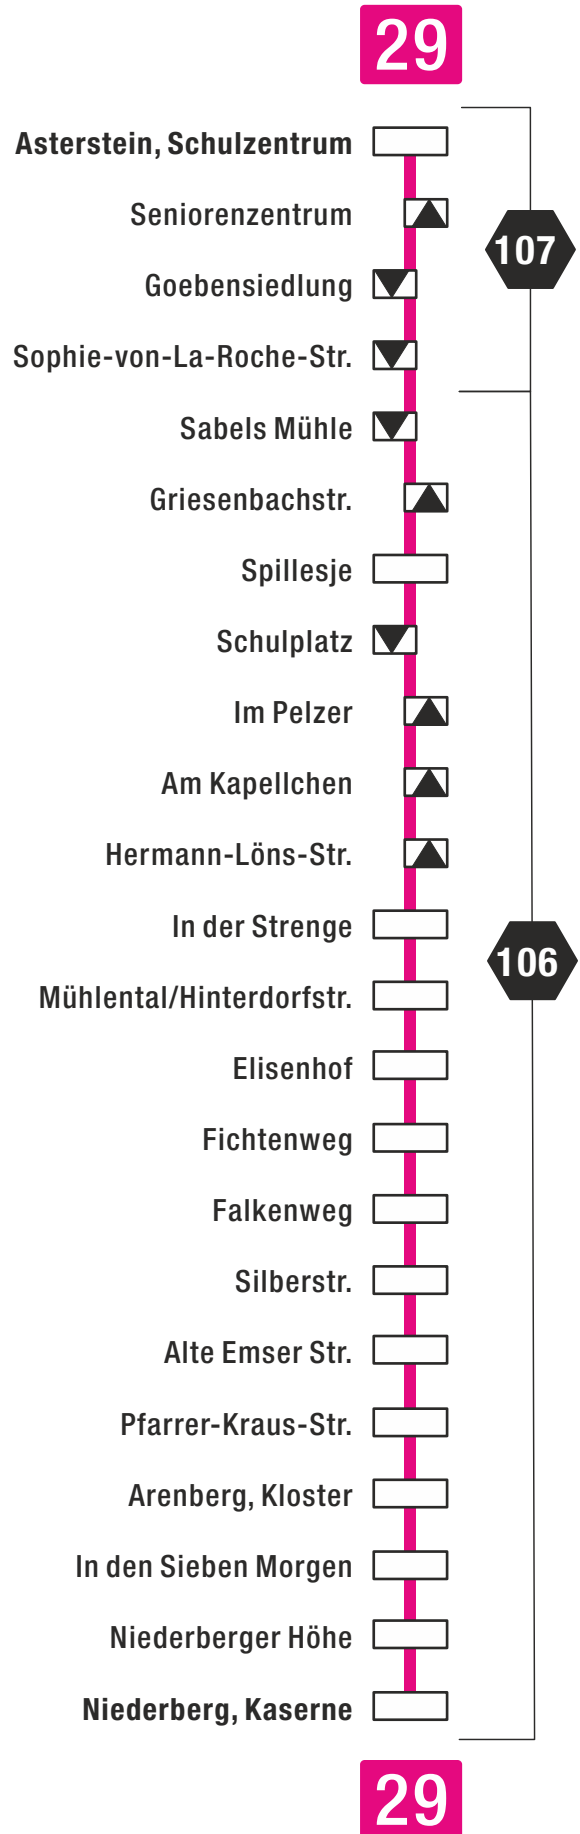 29
Asterstein, Schulzentrum
Seniorenzentrum
107
Goebensiedlung
Sophie-von-La-Roche-Str.
Sabels Mühle
Griesenbachstr.
Spillesje
Schulplatz
Im Pelzer
Am Kapellchen
Hermann-Löns-Str.
In der Strenge
106
Mühlental/Hinterdorfstr.
Elisenhof
Fichtenweg
Falkenweg
Silberstr.
Alte Emser Str.
Pfarrer-Kraus-Str.
Arenberg, Kloster
In den Sieben Morgen
Niederberger Höhe
Niederberg, Kaserne
29